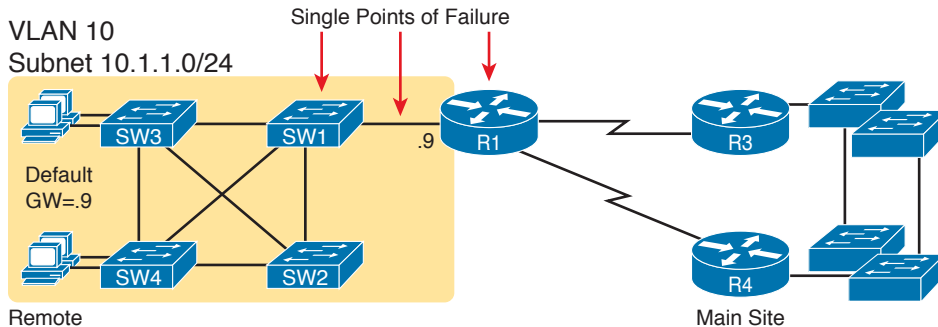 Single Points of Failure
VLAN 10
Subnet 10.1.1.0/24
SW3
SW1
.9
R1
R3
Default
GW=.9
SW4
SW2
R4
Remote
Main Site